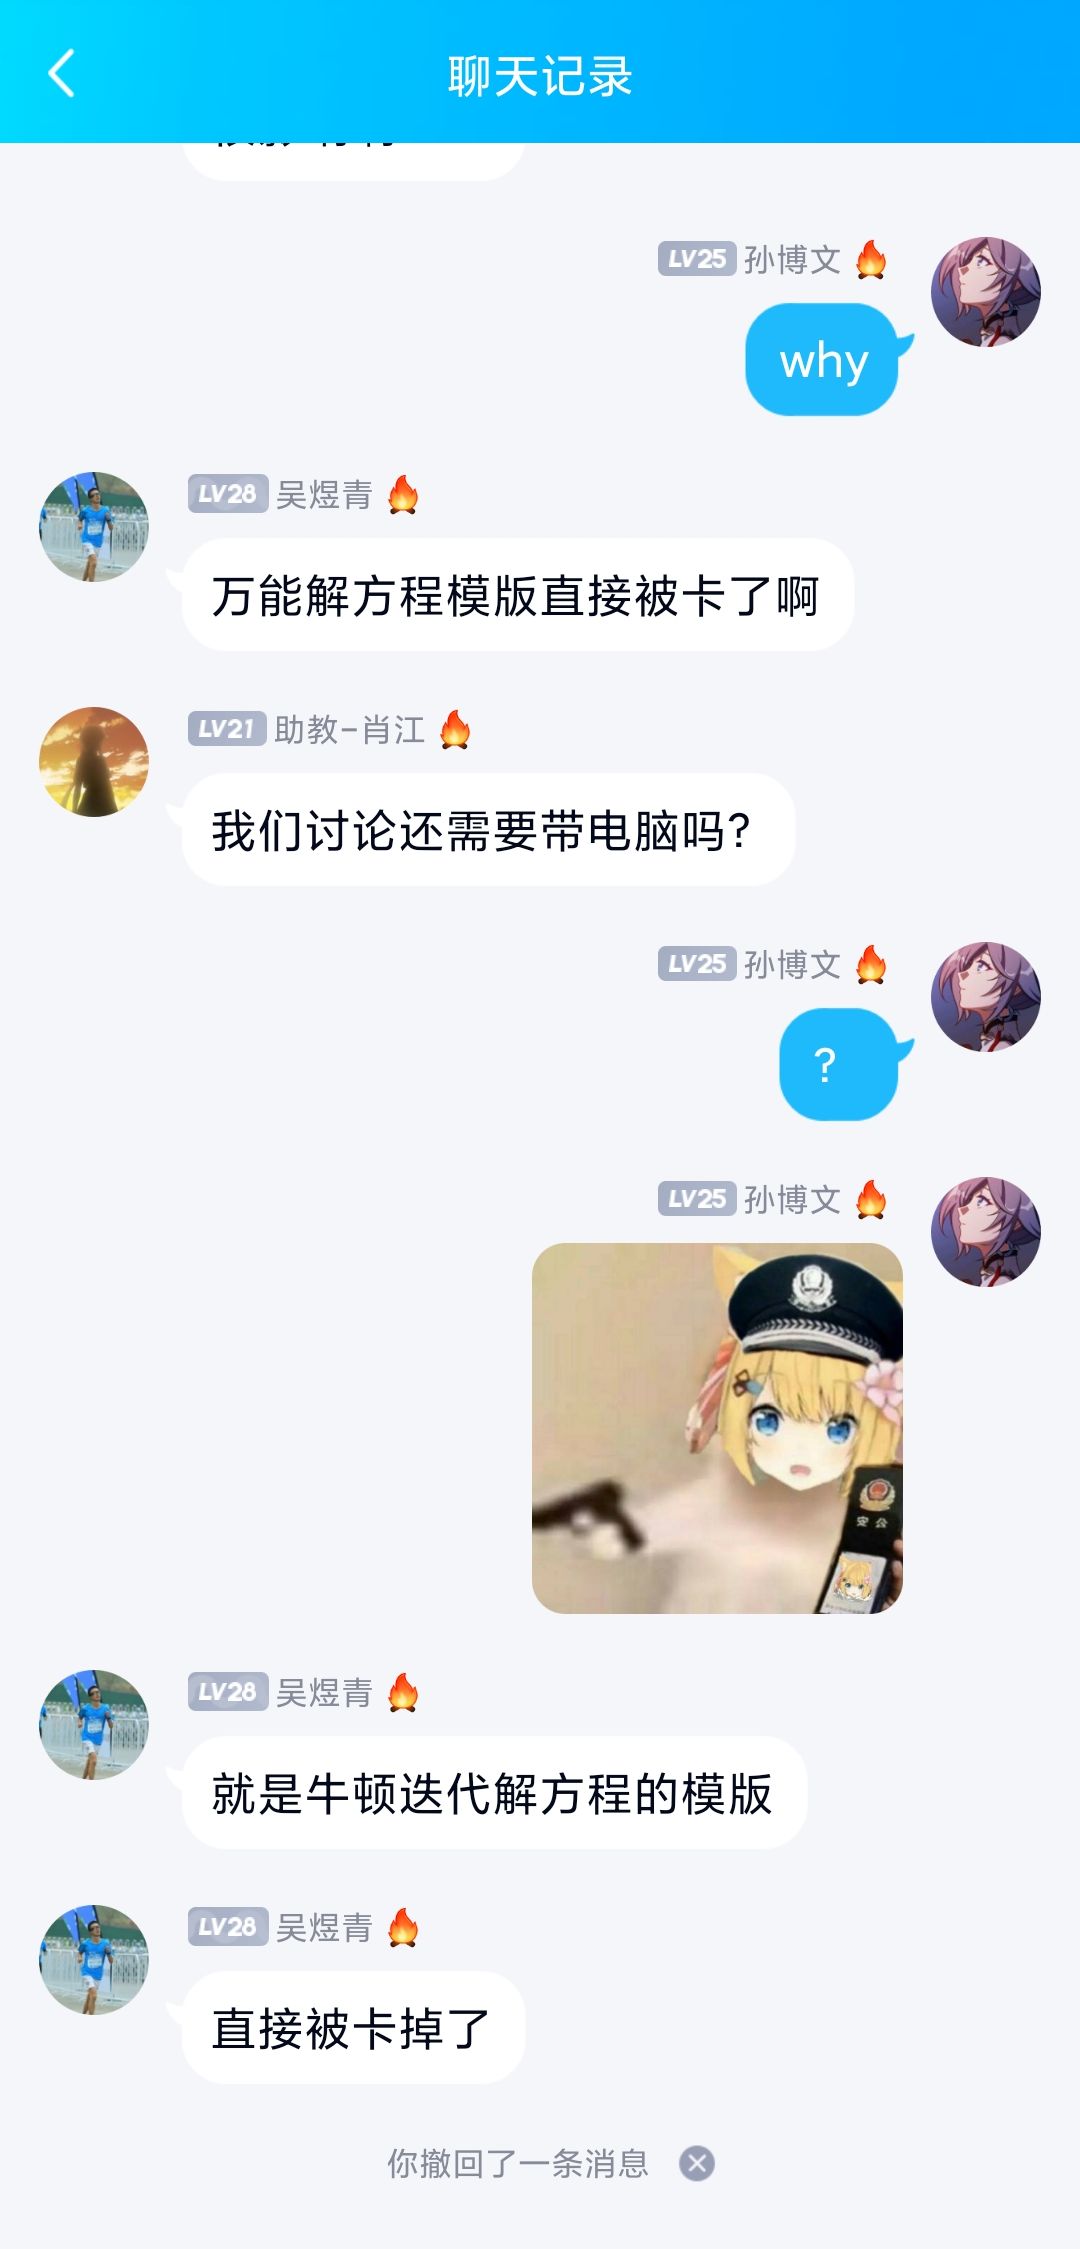 聊天记录
LV25 孙博文
why
LV28 吴煜青
万能解方程模版直接被卡了啊
LV21 助教-肖江
我们讨论还需要带电脑吗?
LV25 孙博文
?
LV25 孙博文
安公
LV28 吴煜青
就是牛顿迭代解方程的模版
LV28 吴煜青
直接被卡掉了
你撤回了一条消息